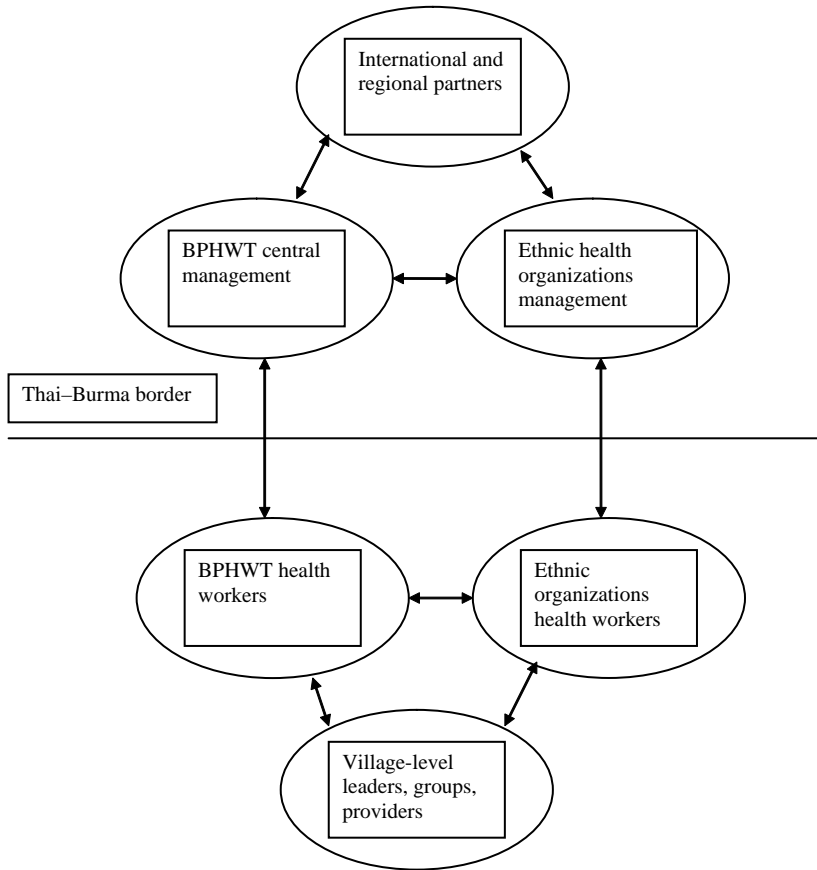 International and
regional partners
BPHWT central
management
Ethnic health
organizations
management
Thai–Burma border
BPHWT health
workers
Ethnic
organizations
health workers
Village-level
leaders, groups,
providers